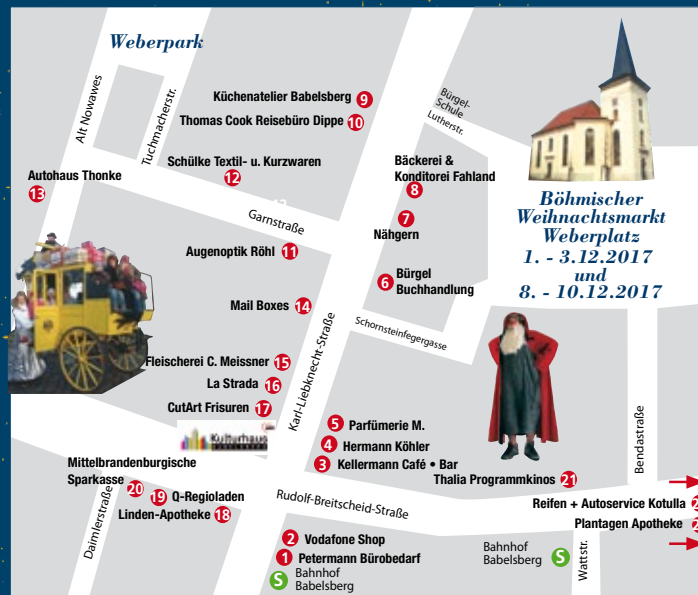 Weberpark
Alt Nowawes
Tuchmacherstr.
Küchenatelier Babelsberg 9
Thomas Cook Reisebüro Dippe 10
Schülke Textil- u. Kurzwaren
12
Autohaus Thonke
13
Garnstraße
Augenoptik Röhl 11
Mail Boxes 14
Fleischerei C. Meissner 15
La Strada 16
CutArt Frisuren 17
Kulturhaus
Karl-Liebknecht-Straße
Bürgel-
Schule
Lutherstr.
Bäckerei &
Konditorei Fahland
8
7
Nähgern
6 Bürgel
Buchhandlung
Schornsteinfegergasse
Böhmischer
Weihnachtsmarkt
Weberplatz
1. - 3.12.2017
und
8. - 10.12.2017
5 Parfümerie M.
4 Hermann Köhler
3 Kellermann Café • Bar
Thalia Programmkinos 21
Bendastraße
Mittelbrandenburgische
Sparkasse 20
19 Q-Regioladen
Linden-Apotheke 18
Daimlerstraße
Rudolf-Breitscheid-Straße
Reifen + Autoservice Kotulla
Plantagen Apotheke
2 Vodafone Shop
1 Petermann Bürobedarf
S Bahnhof
Babelsberg
Bahnhof
Babelsberg S
Wattstr.